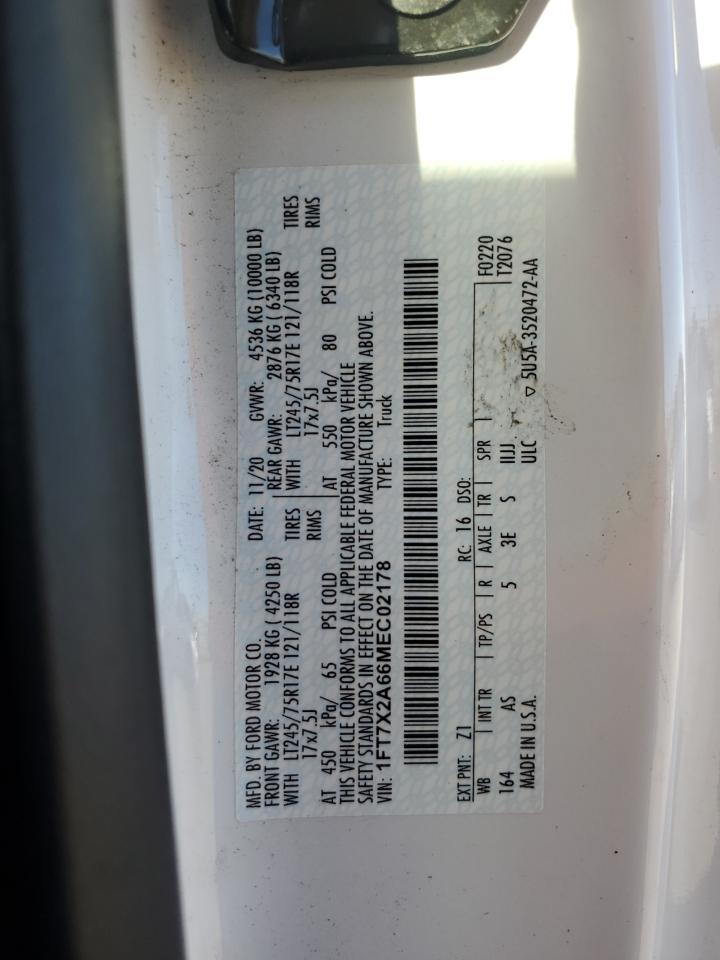 MFD. BY FORD MOTOR CO. DATE: 11/20 GVWR: 4536 KG (10000 LB)
FRONT GAWR: 1928 KG ( 4250 LB) REAR GAWR: 2876 KG ( 6340 LB)
WITH LT245/75R17E 121/118R TIRES WITH LT245/75R17E 121/118R TIRES
17x7.5J RIMS 17x7.5J RIMS
AT 450 kPa/ 65 PSI COLD AT 550 kPa/ 80 PSI COLD
THIS VEHICLE CONFORMS TO ALL APPLICABLE FEDERAL MOTOR VEHICLE
SAFETY STANDARDS IN EFFECT ON THE DATE OF MANUFACTURE SHOWN ABOVE.
VIN: 1FT7X2A66MEC02178 TYPE: Truck
EXT PNT: Z1 RC: 16 DSO: F0220
WB INT TR TP/PS R AXLE TR SPR T2076
164 AS 5 3E S IIJJ
MADE IN U.S.A. ULC ▽ 5U5A-3520472-AA